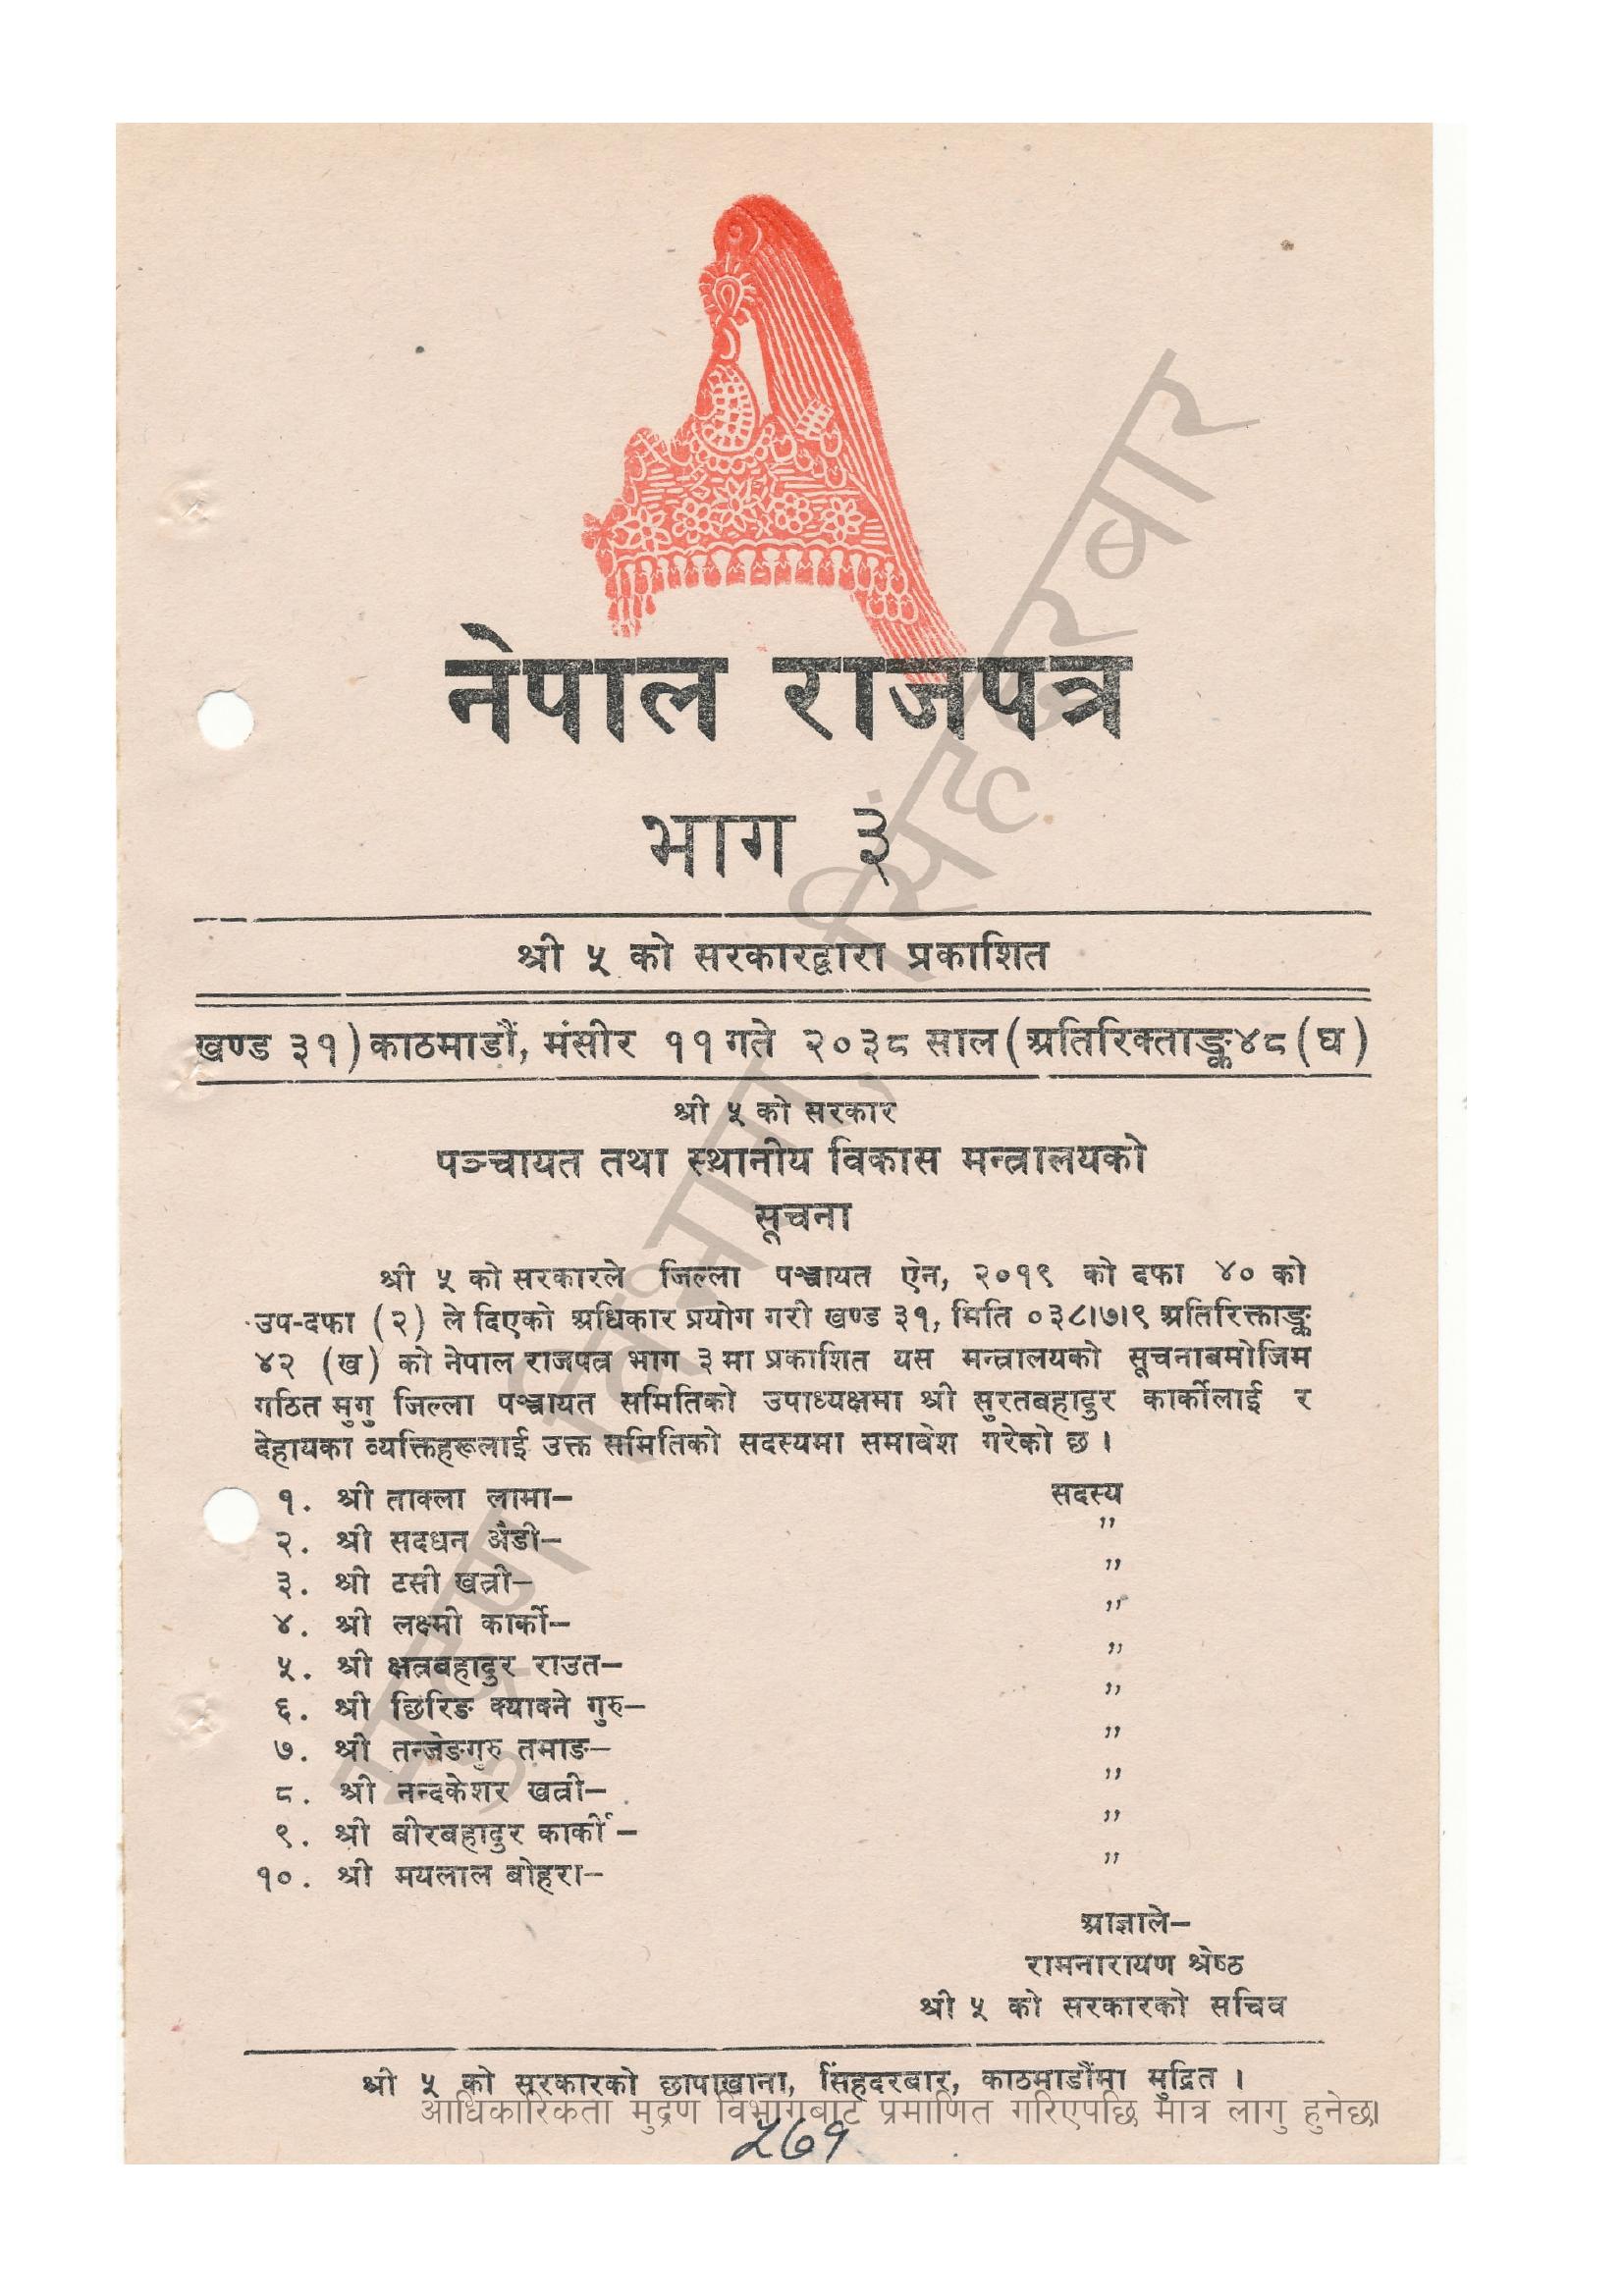 नेपाल राजपत्र
भाग ३
श्री ५ को सरकारद्वारा प्रकाशित
खण्ड ३१) काठमाडौं, मंसीर ११ गते २०३८ साल (अतिरिक्ताङ्क ४८ (घ)
श्री ५ को सरकार
पञ्चायत तथा स्थानीय विकास मन्त्रालयको
सूचना
श्री ५ को सरकारले जिल्ला पञ्चायत ऐन, २०१९ को दफा ४० को
उप-दफा (२) ले दिएको अधिकार प्रयोग गरी खण्ड ३१, मिति ०३८।७।९ अतिरिक्ताङ्क
४२ (ख) को नेपाल राजपत्र भाग ३ मा प्रकाशित यस मन्त्रालयको सूचनाबमोजिम
गठित मुगु जिल्ला पञ्चायत समितिको उपाध्यक्षमा श्री सुरतबहादुर कार्कीलाई र
देहायका व्यक्तिहरूलाई उक्त समितिको सदस्यमा समावेश गरेको छ ।
१. श्री ताक्ला लामा– सदस्य
२. श्री सदधन अंडी– ,,
३. श्री टसी खत्री– ,,
४. श्री लक्ष्मी कार्की– ,,
५. श्री क्षत्रबहादुर राउत– ,,
६. श्री छिरिङ क्याक्ने गुरु– ,,
७. श्री तन्जेङगुरु तमाङ– ,,
८. श्री नन्दकेशर खत्री– ,,
९. श्री बीरबहादुर कार्की– ,,
१०. श्री मयलाल बोहरा– ,,
आज्ञाले–
रामनारायण श्रेष्ठ
श्री ५ को सरकारको सचिव
श्री ५ को सरकारको छापाखाना, सिंहदरबार, काठमाडौंमा मुद्रित ।
आधिकारिकता मुद्रण विभागबाट प्रमाणित गरिएपछि मात्र लागु हुनेछ।
५७१
मुद्रण विभाग, सिंहदरबार